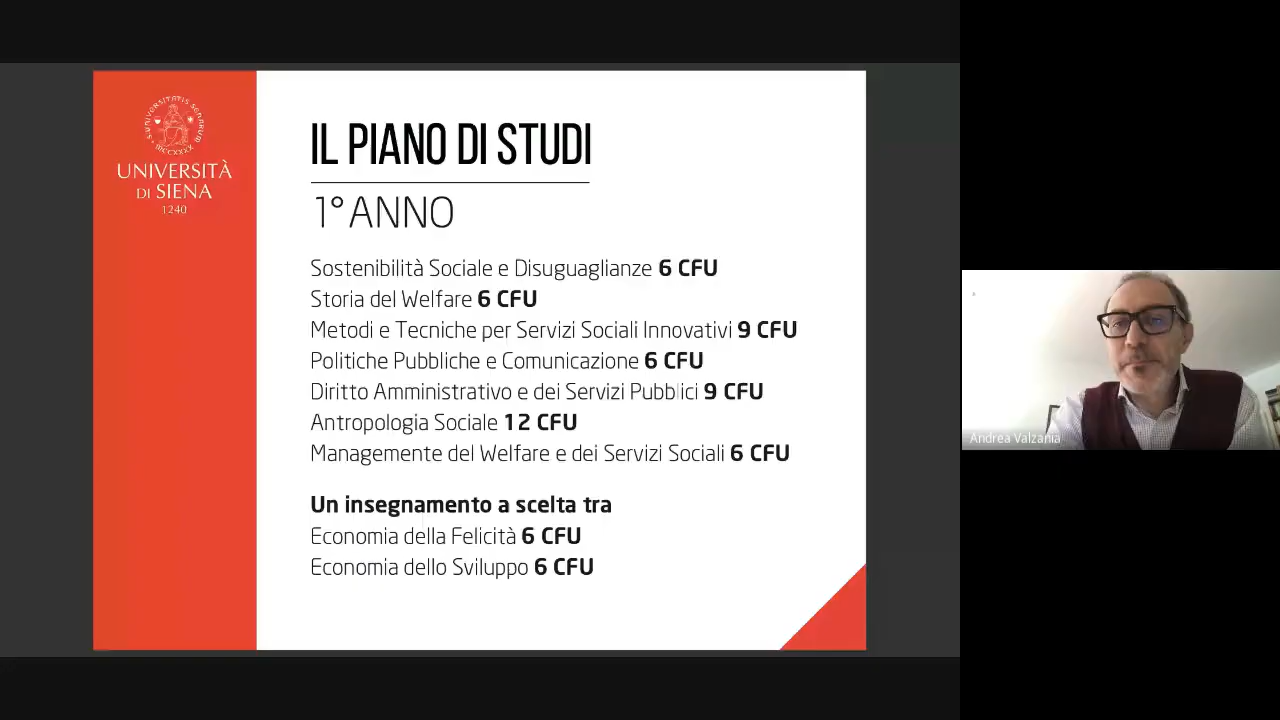 UNIVERSITÀ
DI SIENA
1240
IL PIANO DI STUDI
1° ANNO
Sostenibilità Sociale e Disuguaglianze 6 CFU
Storia del Welfare 6 CFU
Metodi e Tecniche per Servizi Sociali Innovativi 9 CFU
Politiche Pubbliche e Comunicazione 6 CFU
Diritto Amministrativo e dei Servizi Pubblici 9 CFU
Antropologia Sociale 12 CFU
Managemente del Welfare e dei Servizi Sociali 6 CFU
Un insegnamento a scelta tra
Economia della Felicità 6 CFU
Economia dello Sviluppo 6 CFU
Andrea Valzania